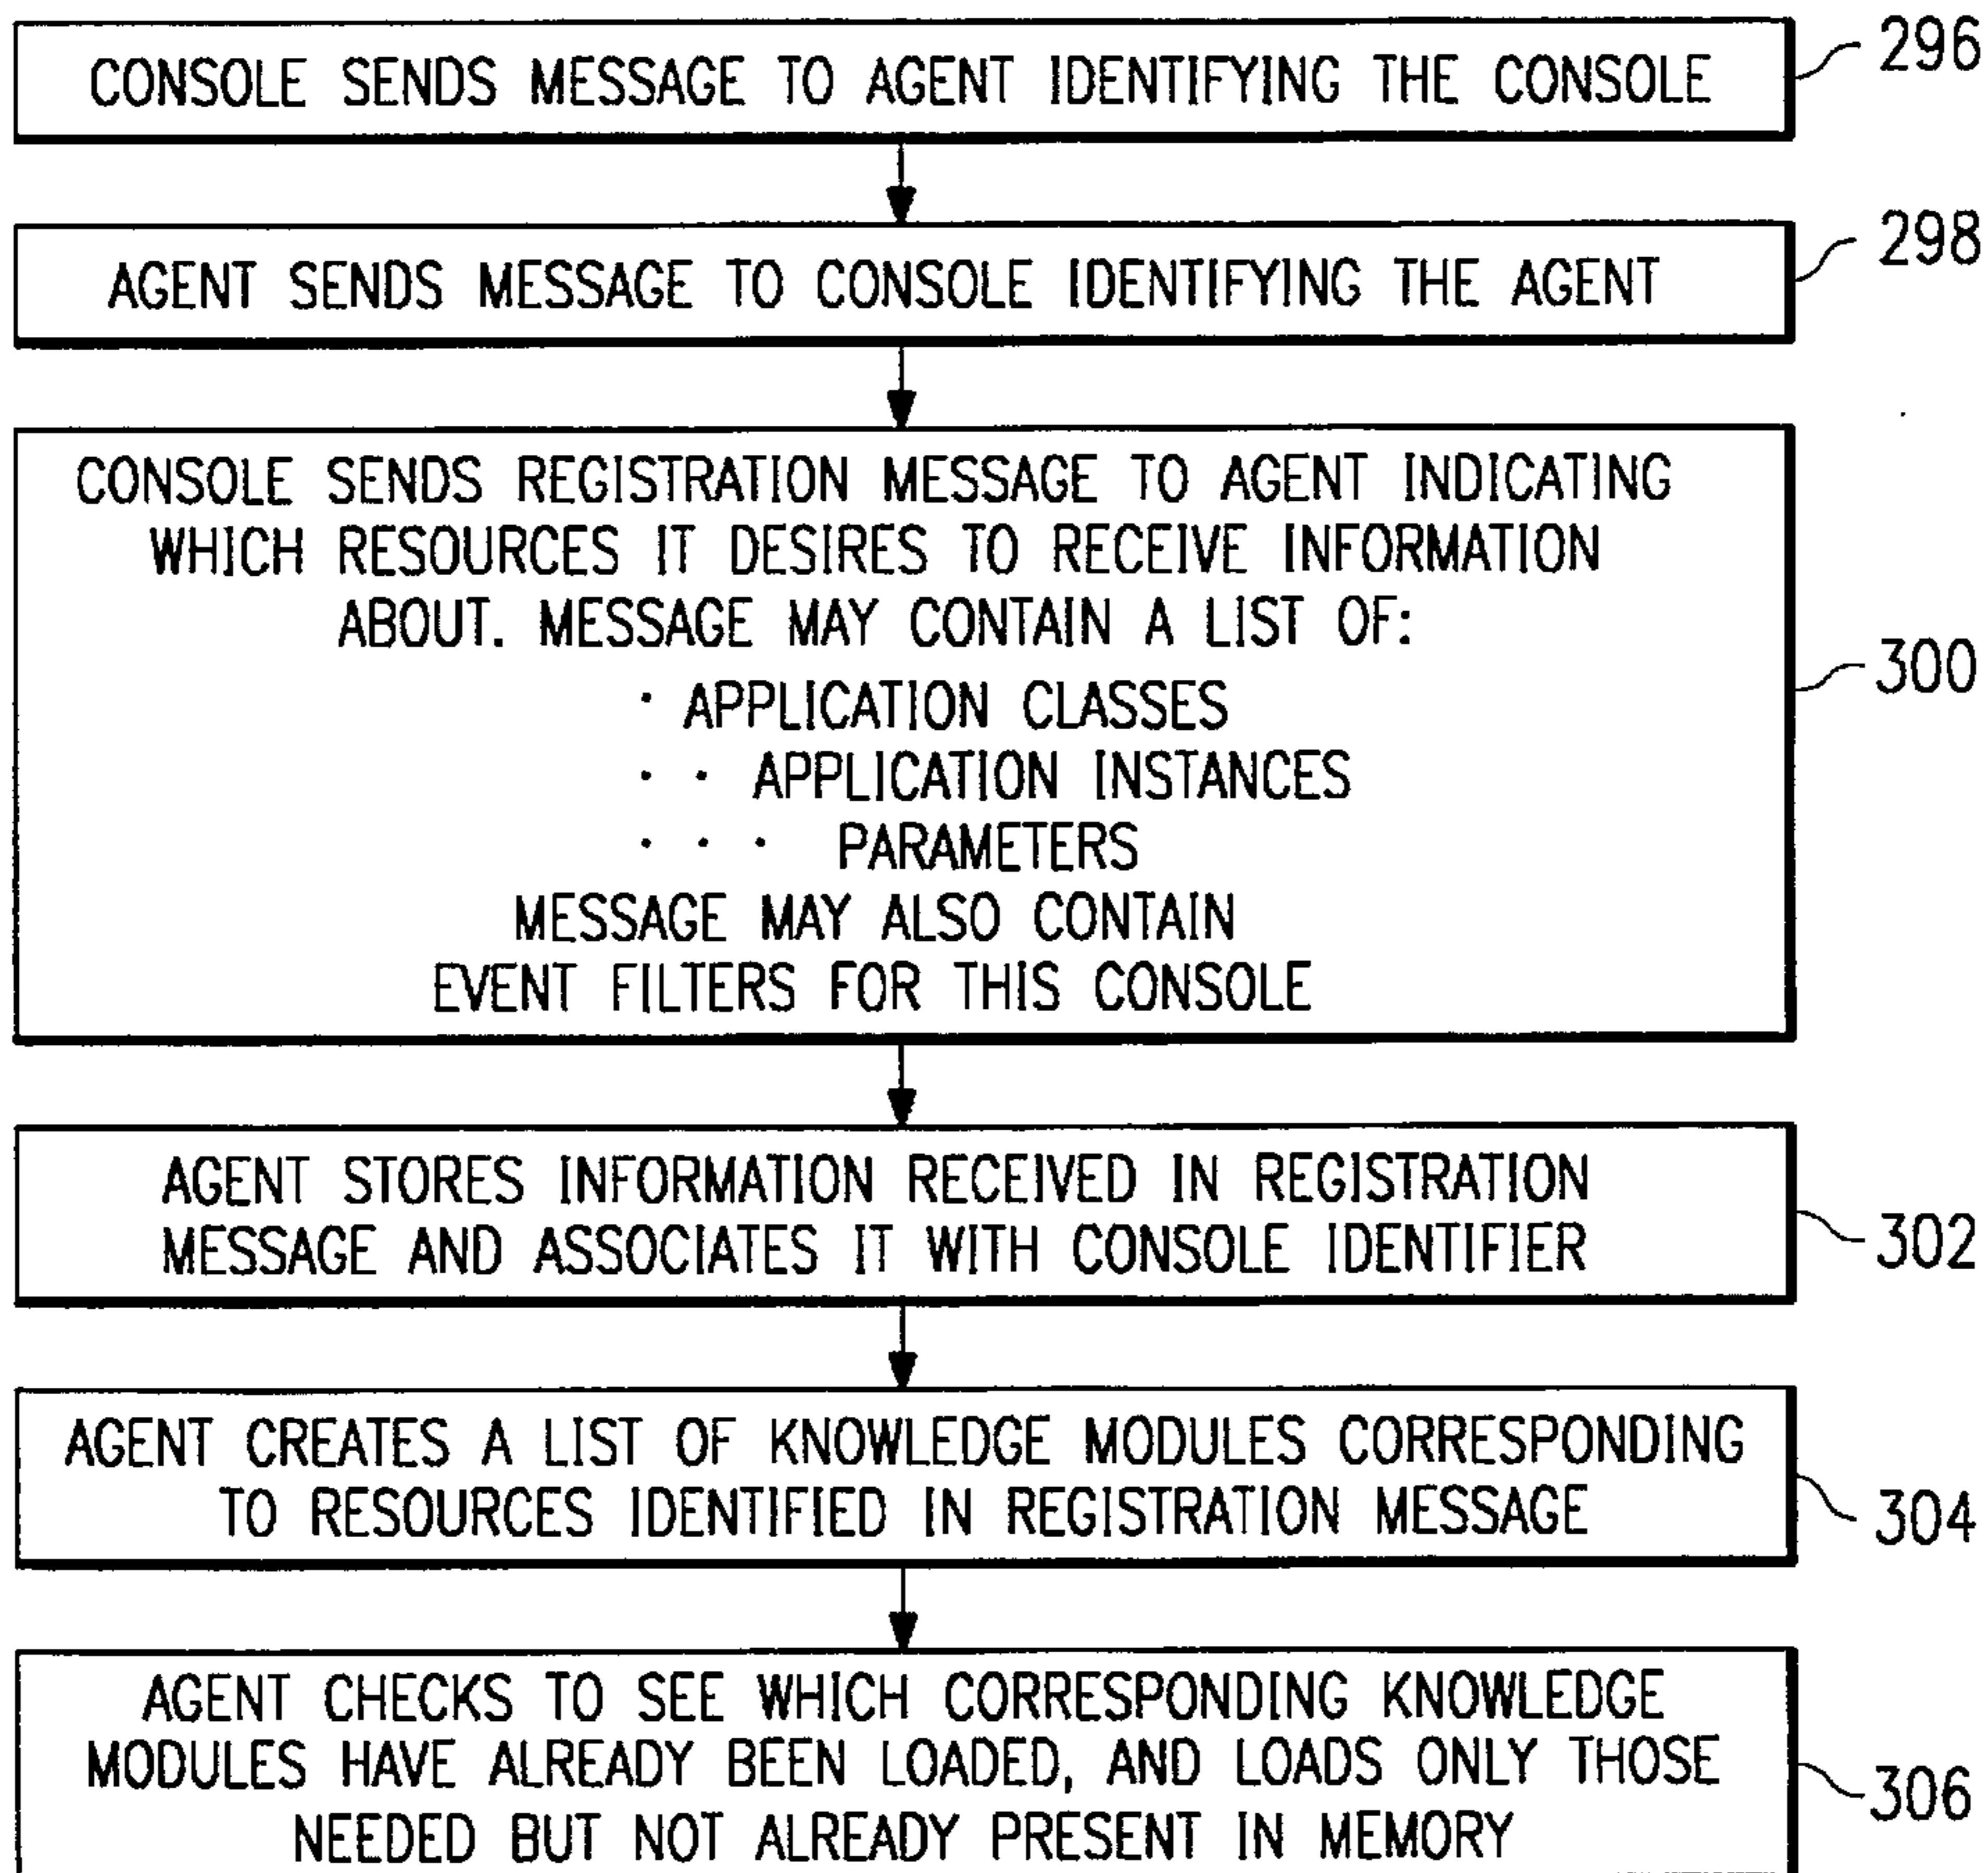 CONSOLE SENDS MESSAGE TO AGENT IDENTIFYING THE CONSOLE
296
AGENT SENDS MESSAGE TO CONSOLE IDENTIFYING THE AGENT
298
CONSOLE SENDS REGISTRATION MESSAGE TO AGENT INDICATING
WHICH RESOURCES IT DESIRES TO RECEIVE INFORMATION
ABOUT. MESSAGE MAY CONTAIN A LIST OF:
· APPLICATION CLASSES
· · APPLICATION INSTANCES
· · · PARAMETERS
MESSAGE MAY ALSO CONTAIN
EVENT FILTERS FOR THIS CONSOLE
300
AGENT STORES INFORMATION RECEIVED IN REGISTRATION
MESSAGE AND ASSOCIATES IT WITH CONSOLE IDENTIFIER
302
AGENT CREATES A LIST OF KNOWLEDGE MODULES CORRESPONDING
TO RESOURCES IDENTIFIED IN REGISTRATION MESSAGE
304
AGENT CHECKS TO SEE WHICH CORRESPONDING KNOWLEDGE
MODULES HAVE ALREADY BEEN LOADED, AND LOADS ONLY THOSE
NEEDED BUT NOT ALREADY PRESENT IN MEMORY
306